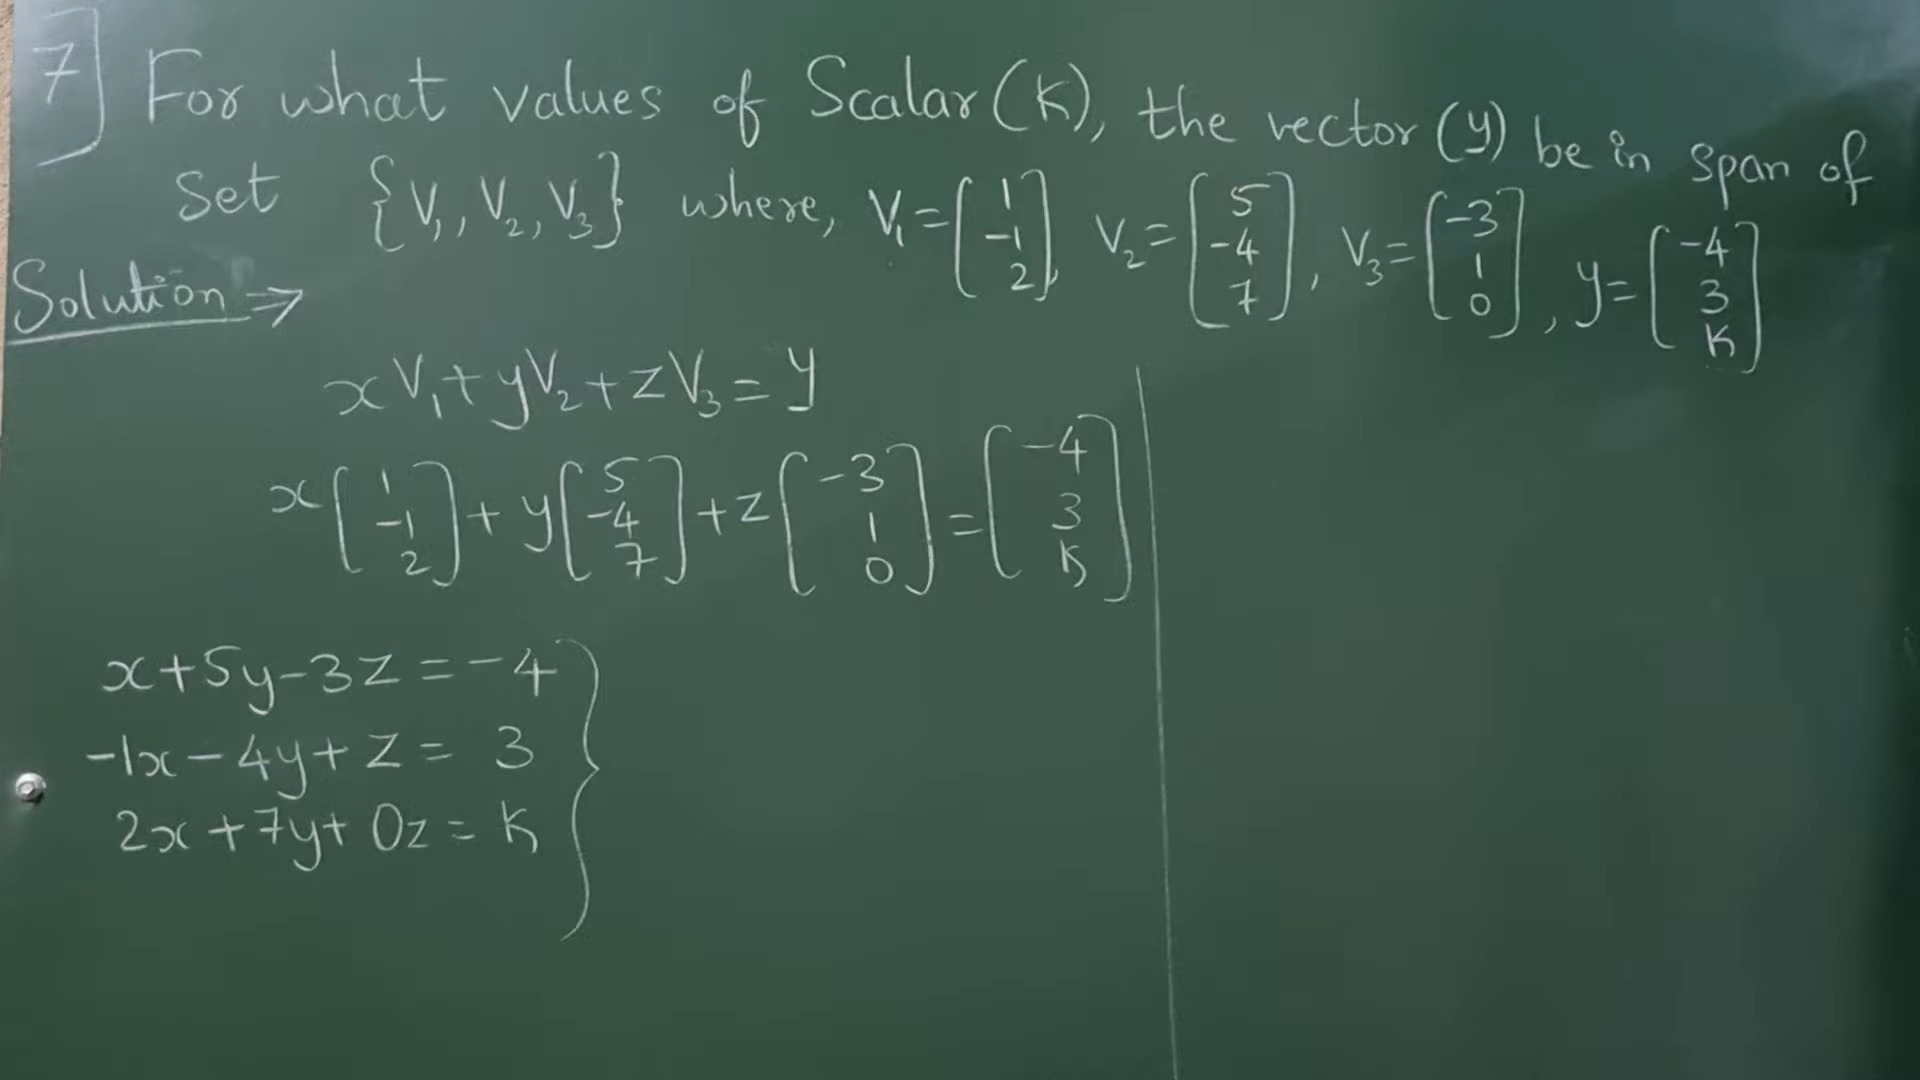 7] For what values of Scalar (K), the vector (y) be in span of
Set {V₁, V₂, V₃} where, V₁ = [1 -1 2], V₂ = [5 -4 7], V₃ = [-3 1 0], y = [-4 3 K]
Solution →
xV₁ + yV₂ + zV₃ = y
x[1 -1 2] + y[5 -4 7] + z[-3 1 0] = [-4 3 K]
x + 5y - 3z = -4
-1x - 4y + z = 3
2x + 7y + 0z = K